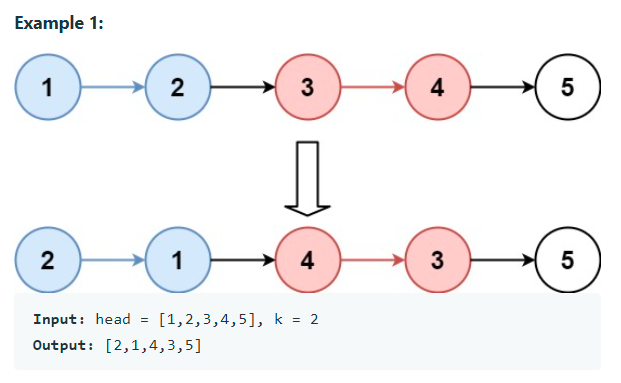 Example 1:
1 2 3 4 5
2 1 4 3 5
Input: head = [1,2,3,4,5], k = 2
Output: [2,1,4,3,5]